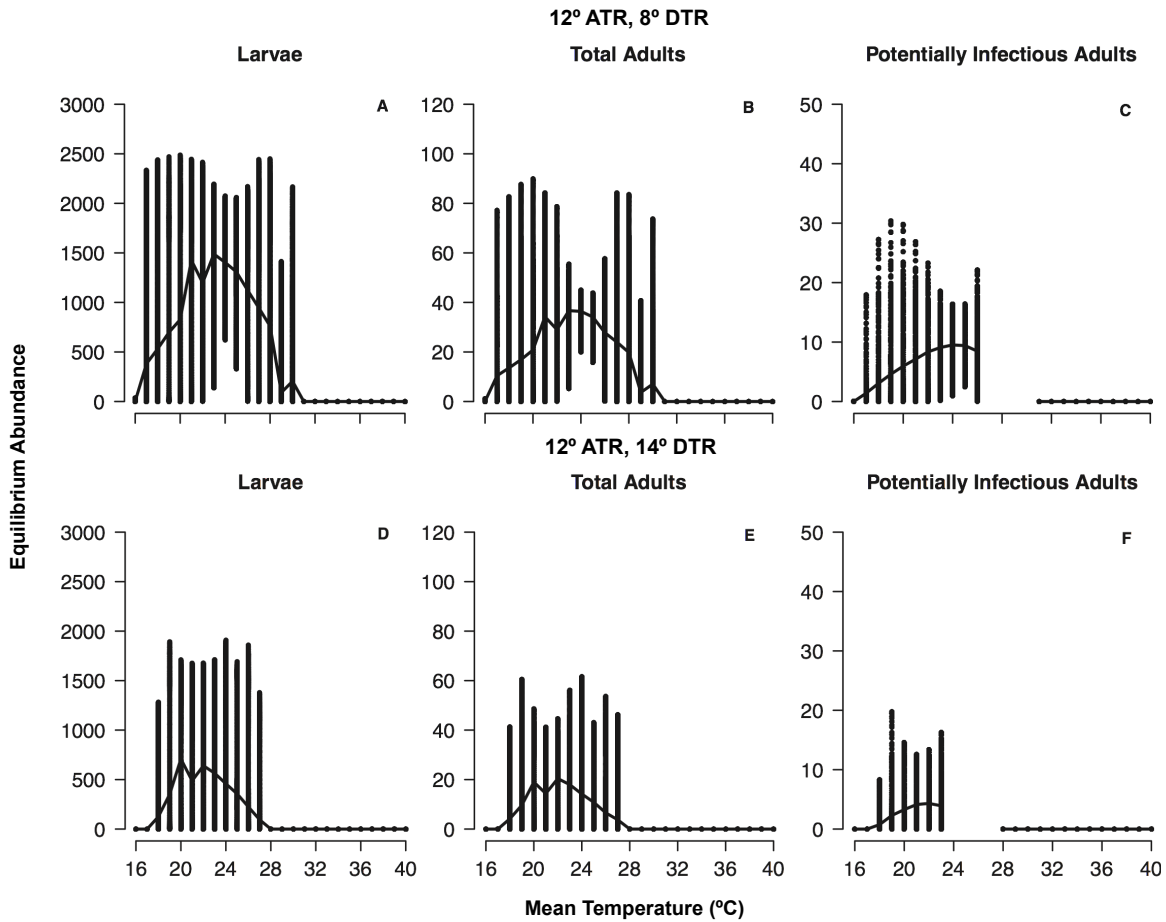 12º ATR, 8º DTR
Larvae
Total Adults
Potentially Infectious Adults
A
B
C
3000
2500
2000
1500
1000
500
0
120
100
80
60
40
20
0
50
40
30
20
10
0
12º ATR, 14º DTR
Larvae
Total Adults
Potentially Infectious Adults
D
E
F
3000
2500
2000
1500
1000
500
0
120
100
80
60
40
20
0
50
40
30
20
10
0
16 20 24 28 32 36 40
16 20 24 28 32 36 40
16 20 24 28 32 36 40
Equilibrium Abundance
Mean Temperature (ºC)